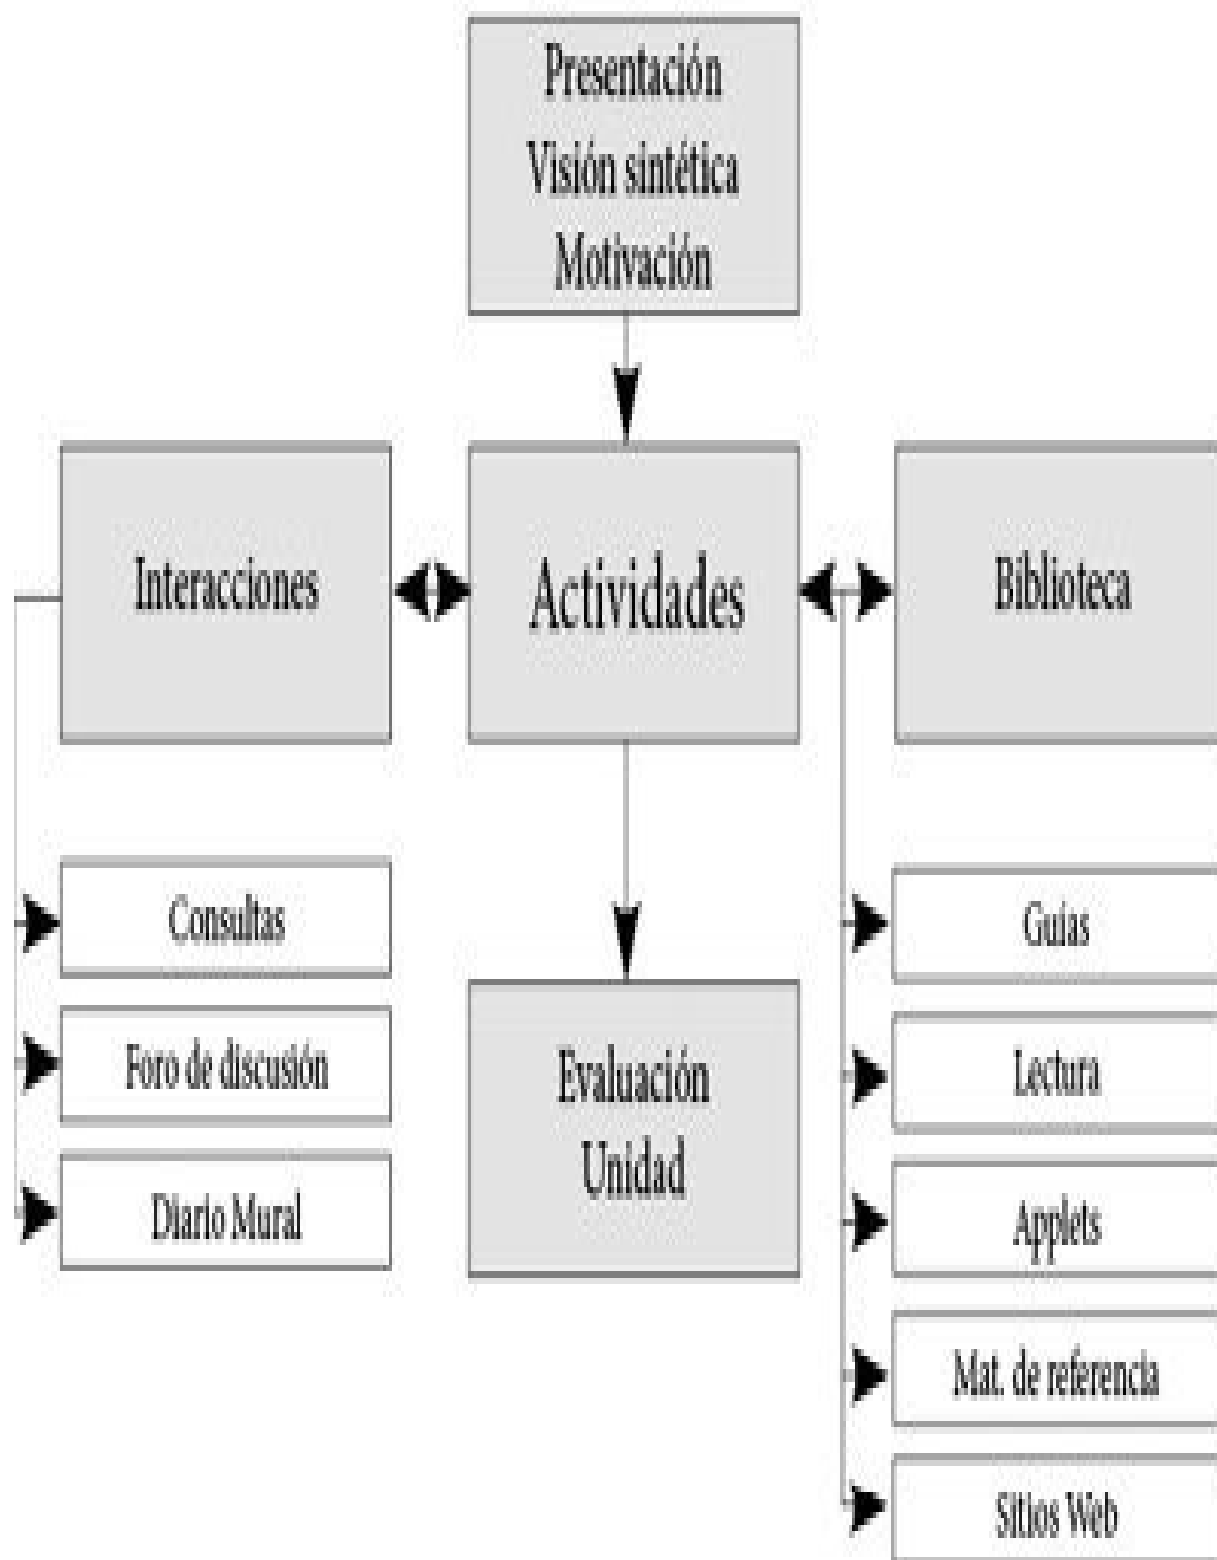 Presentación
Visión sintética
Motivación
Interacciones
Actividades
Biblioteca
Consultas
Foro de discusión
Diario Mural
Evaluación
Unidad
Guías
Lectura
Applets
Mat. de referencia
Sitios Web